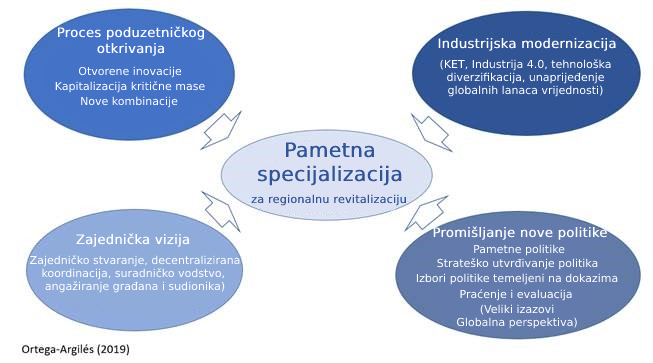 Proces poduzetničkog
otkrivanja
Otvorene inovacije
Kapitalizacija kritične mase
Nove kombinacije
Industrijska modernizacija
(KET, Industrija 4.0, tehnološka
diverzifikacija, unaprijeđenje
globalnih lanaca vrijednosti)
Pametna
specijalizacija
za regionalnu revitalizaciju
Zajednička vizija
Zajedničko stvaranje, decentralizirana
koordinacija, suradničko vodstvo,
angažiranje građana i sudionika)
Promišljanje nove politike
Pametne politike
Strateško utvrđivanje politika
Izbori politike temeljeni na dokazima
Praćenje i evaluacija
(Veliki izazovi
Globalna perspektiva)
Ortega-Argilés (2019)